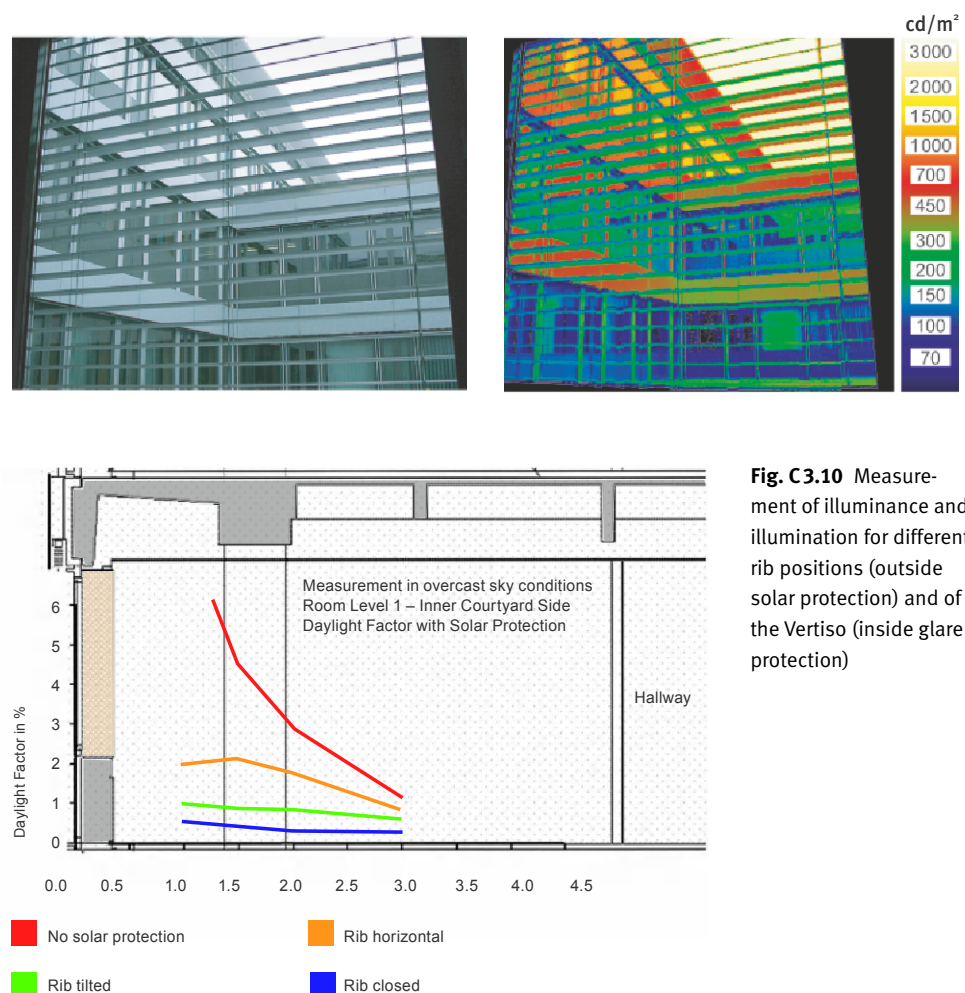 cd/m²
3000
2000
1500
1000
700
450
300
200
150
100
70
Fig. C3.10 Measure-
ment of illuminance and
illumination for different
rib positions (outside
solar protection) and of
the Vertiso (inside glare
protection)
Measurement in overcast sky conditions
Room Level 1 – Inner Courtyard Side
Daylight Factor with Solar Protection
Hallway
Daylight Factor in %
6
5
4
3
2
1
0
0.0 0.5 1.0 1.5 2.0 2.5 3.0 3.5 4.0 4.5
No solar protection
Rib horizontal
Rib tilted
Rib closed